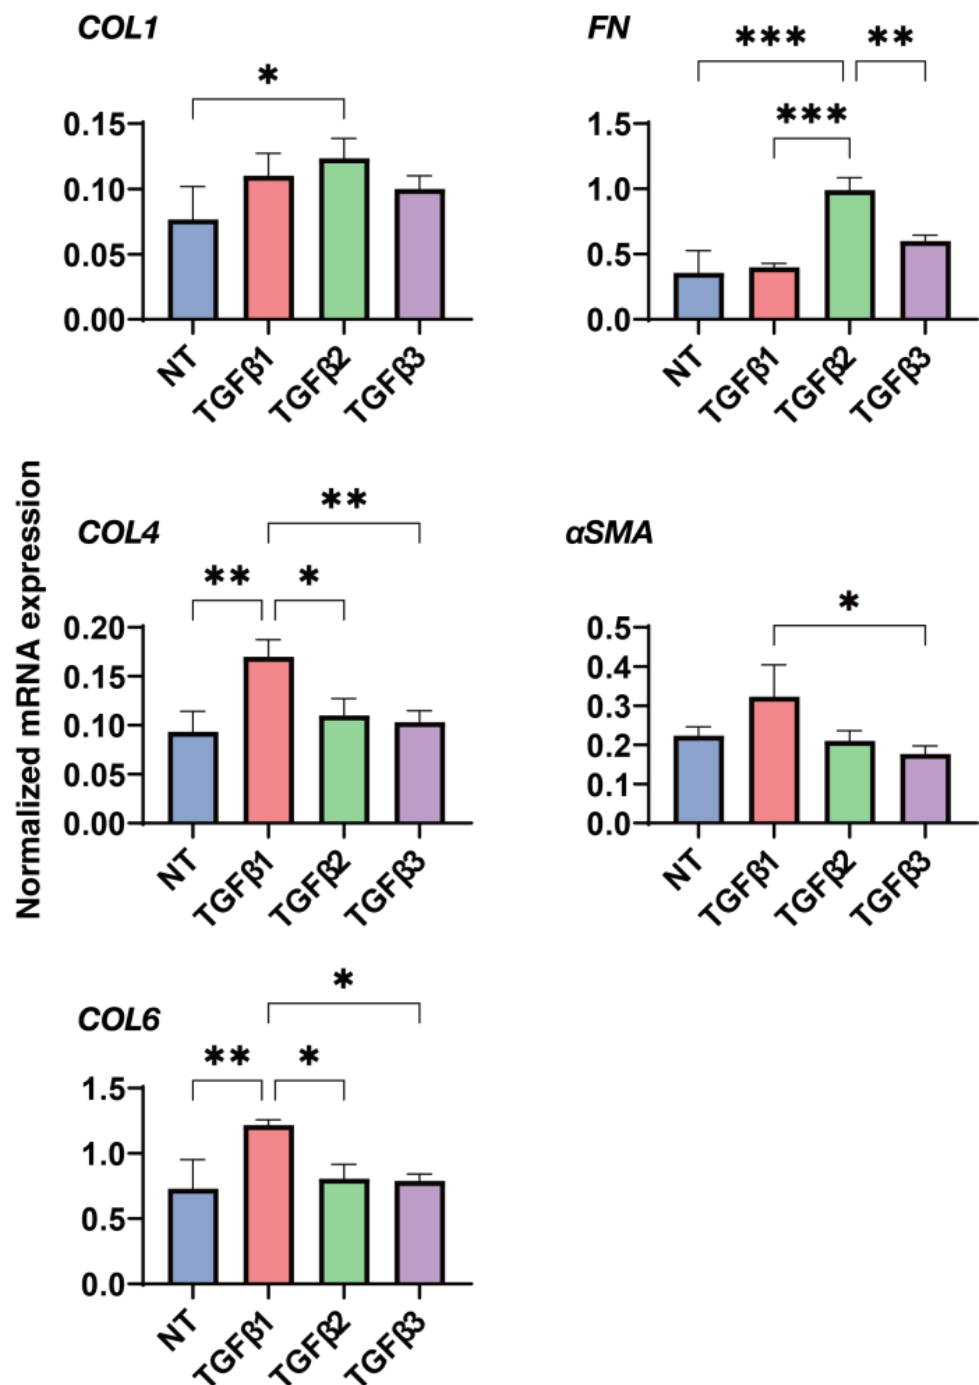 Normalized mRNA expression
COL1
*
0.15
0.10
0.05
0.00
NT
TGFβ1
TGFβ2
TGFβ3
FN
*** **
***
1.5
1.0
0.5
0.0
NT
TGFβ1
TGFβ2
TGFβ3
COL4
**
** *
0.20
0.15
0.10
0.05
0.00
NT
TGFβ1
TGFβ2
TGFβ3
αSMA
*
0.5
0.4
0.3
0.2
0.1
0.0
NT
TGFβ1
TGFβ2
TGFβ3
COL6
*
** *
1.5
1.0
0.5
0.0
NT
TGFβ1
TGFβ2
TGFβ3